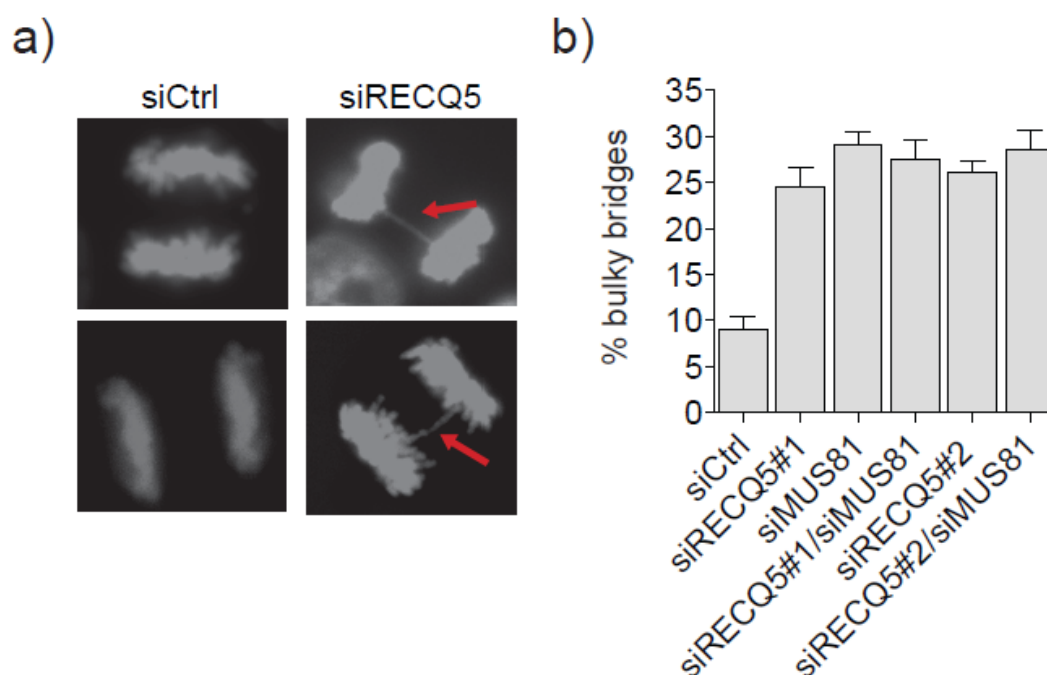 a)
siCtrl
siRECQ5
b)
% bulky bridges
35
30
25
20
15
10
5
0
siCtrl
siRECQ5#1
siMUS81
siRECQ5#1/siMUS81
siRECQ5#2
siRECQ5#2/siMUS81